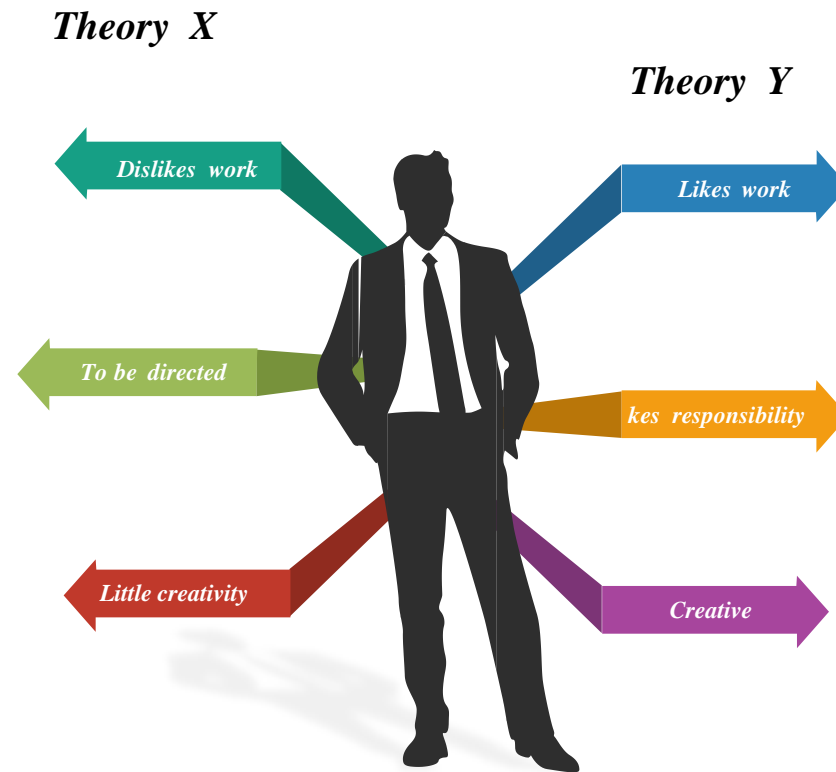 Theory X
Theory Y
Dislikes work
Likes work
To be directed
kes responsibility
Little creativity
Creative